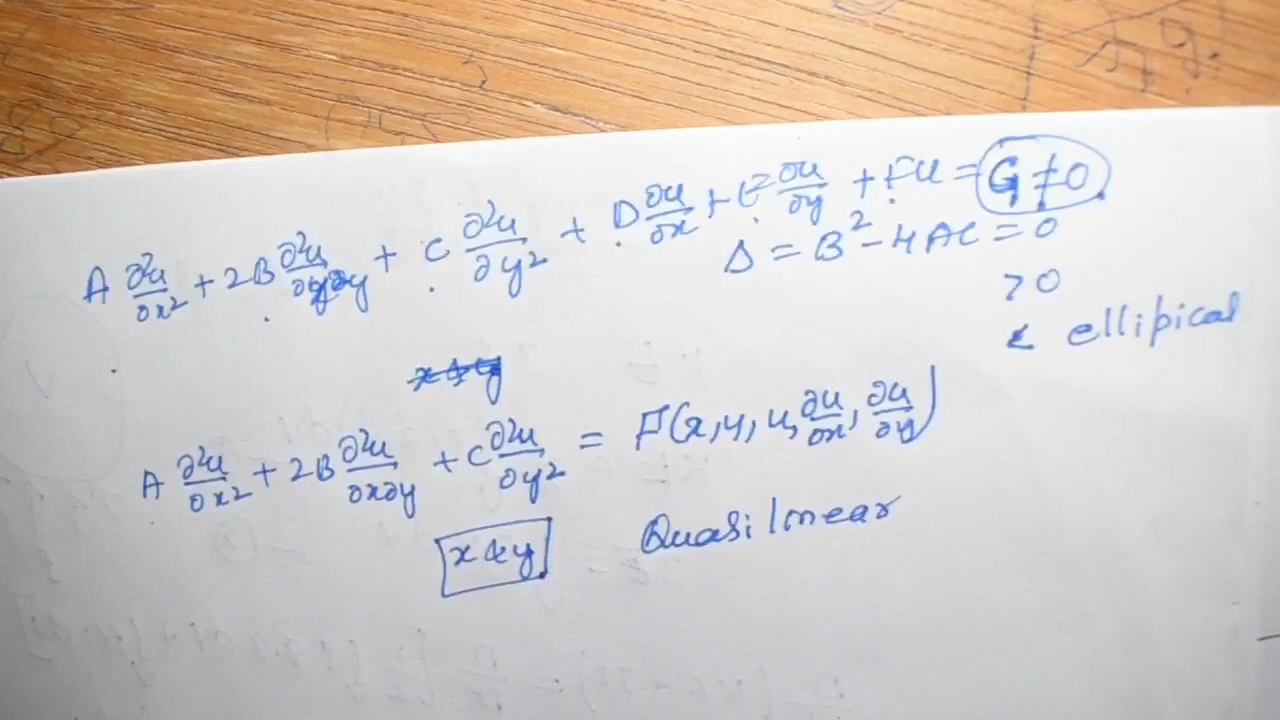 A ∂²u/∂x² + 2B ∂²u/∂x∂y + C ∂²u/∂y² + D ∂u/∂x + E ∂u/∂y + Fu = G ≠ 0
Δ = B² - 4AC = 0
> 0
< ellipical
A ∂²u/∂x² + 2B ∂²u/∂x∂y + C ∂²u/∂y² = F(x, y, u, ∂u/∂x, ∂u/∂y)
x & y Quasilinear